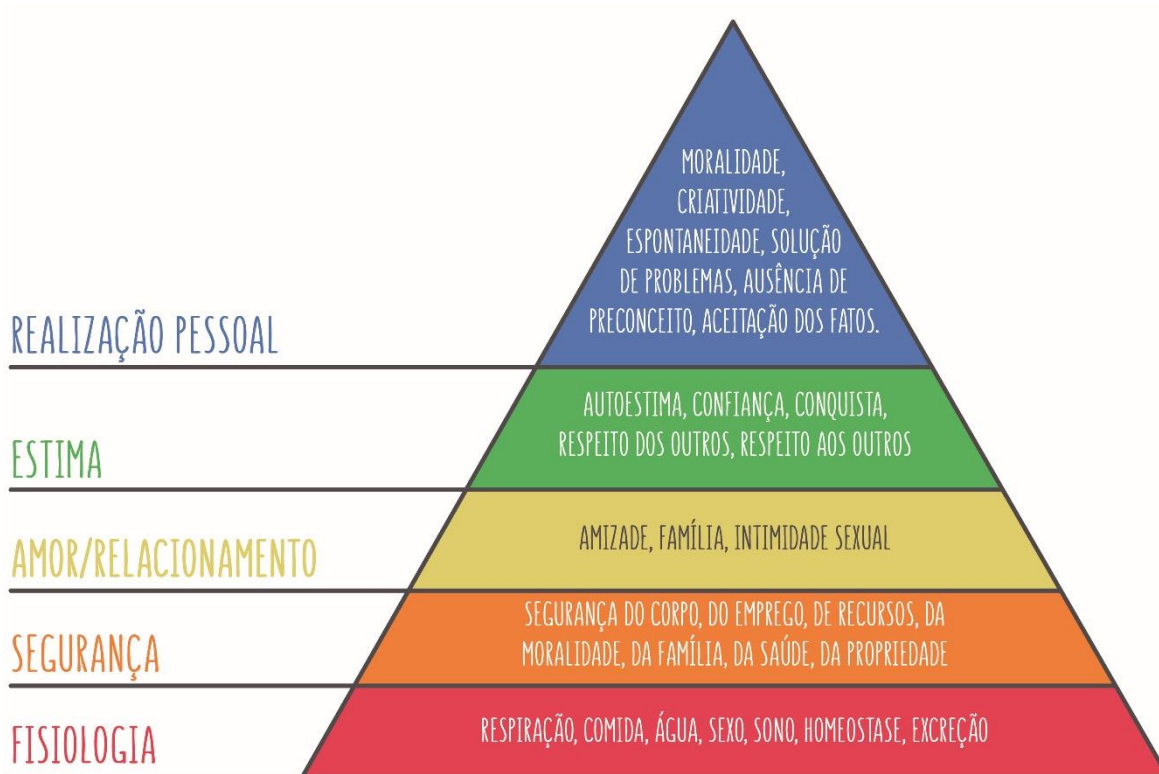 MORALIDADE,
CRIATIVIDADE,
ESPONTANEIDADE, SOLUÇÃO
DE PROBLEMAS, AUSÊNCIA DE
PRECONCEITO, ACEITAÇÃO DOS FATOS.
REALIZAÇÃO PESSOAL
AUTOESTIMA, CONFIANÇA, CONQUISTA,
RESPEITO DOS OUTROS, RESPEITO AOS OUTROS
ESTIMA
AMIZADE, FAMÍLIA, INTIMIDADE SEXUAL
AMOR/RELACIONAMENTO
SEGURANÇA DO CORPO, DO EMPREGO, DE RECURSOS, DA
MORALIDADE, DA FAMÍLIA, DA SAÚDE, DA PROPRIEDADE
SEGURANÇA
RESPIRAÇÃO, COMIDA, ÁGUA, SEXO, SONO, HOMEOSTASE, EXCREÇÃO
FISIOLOGIA